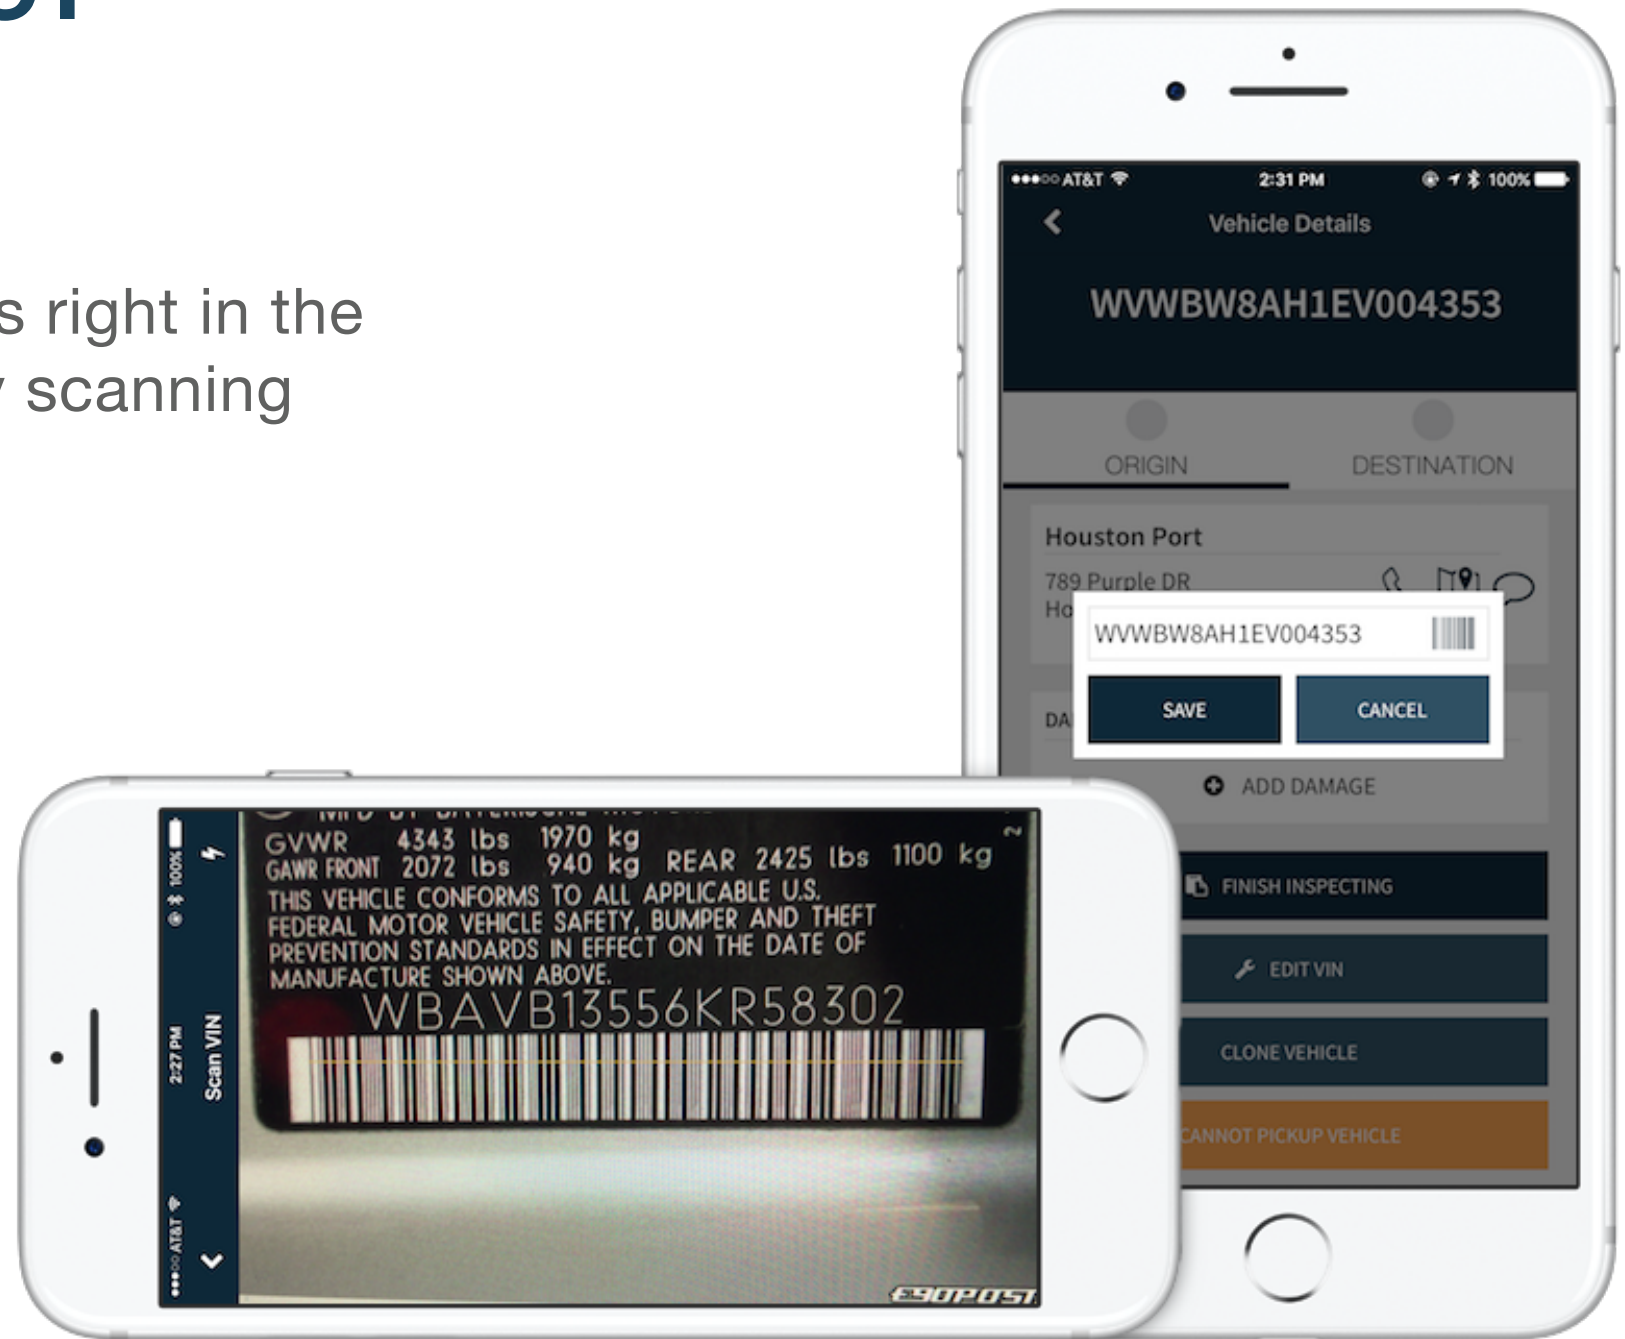 s right in the
scanning
AT&T 2:31 PM 100%
Vehicle Details
WVWBW8AH1EV004353
ORIGIN DESTINATION
Houston Port
789 Purple DR
Ho
WVWBW8AH1EV004353
SAVE CANCEL
DA
ADD DAMAGE
FINISH INSPECTING
EDIT VIN
CLONE VEHICLE
CANNOT PICKUP VEHICLE
AT&T 2:27 PM 100%
Scan VIN
GVWR 4343 lbs 1970 kg
GAWR FRONT 2072 lbs 940 kg REAR 2425 lbs 1100 kg
THIS VEHICLE CONFORMS TO ALL APPLICABLE U.S.
FEDERAL MOTOR VEHICLE SAFETY, BUMPER AND THEFT
PREVENTION STANDARDS IN EFFECT ON THE DATE OF
MANUFACTURE SHOWN ABOVE.
WBAVB13556KR58302
E90POST